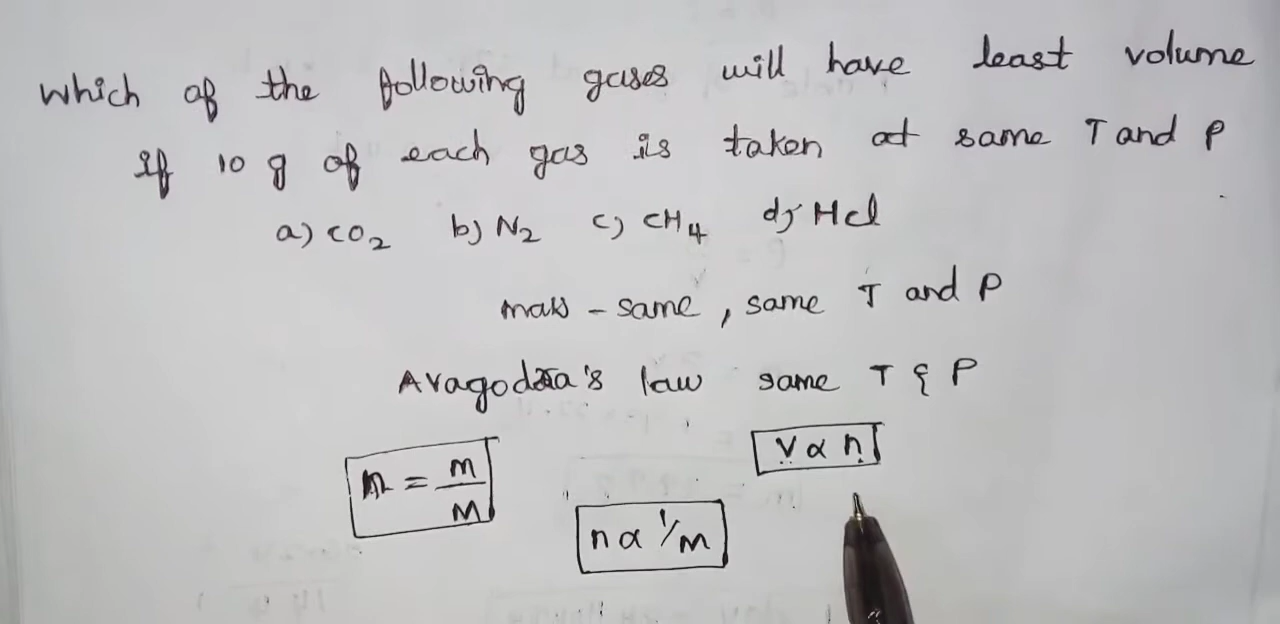 which of the following gases will have least volume
if 10 g of each gas is taken at same T and P
a) CO2 b) N2 c) CH4 d) Hcl
mass - same, same T and P
Avagodra's law same T & P
V ∝ n
n = m/M
n ∝ 1/M